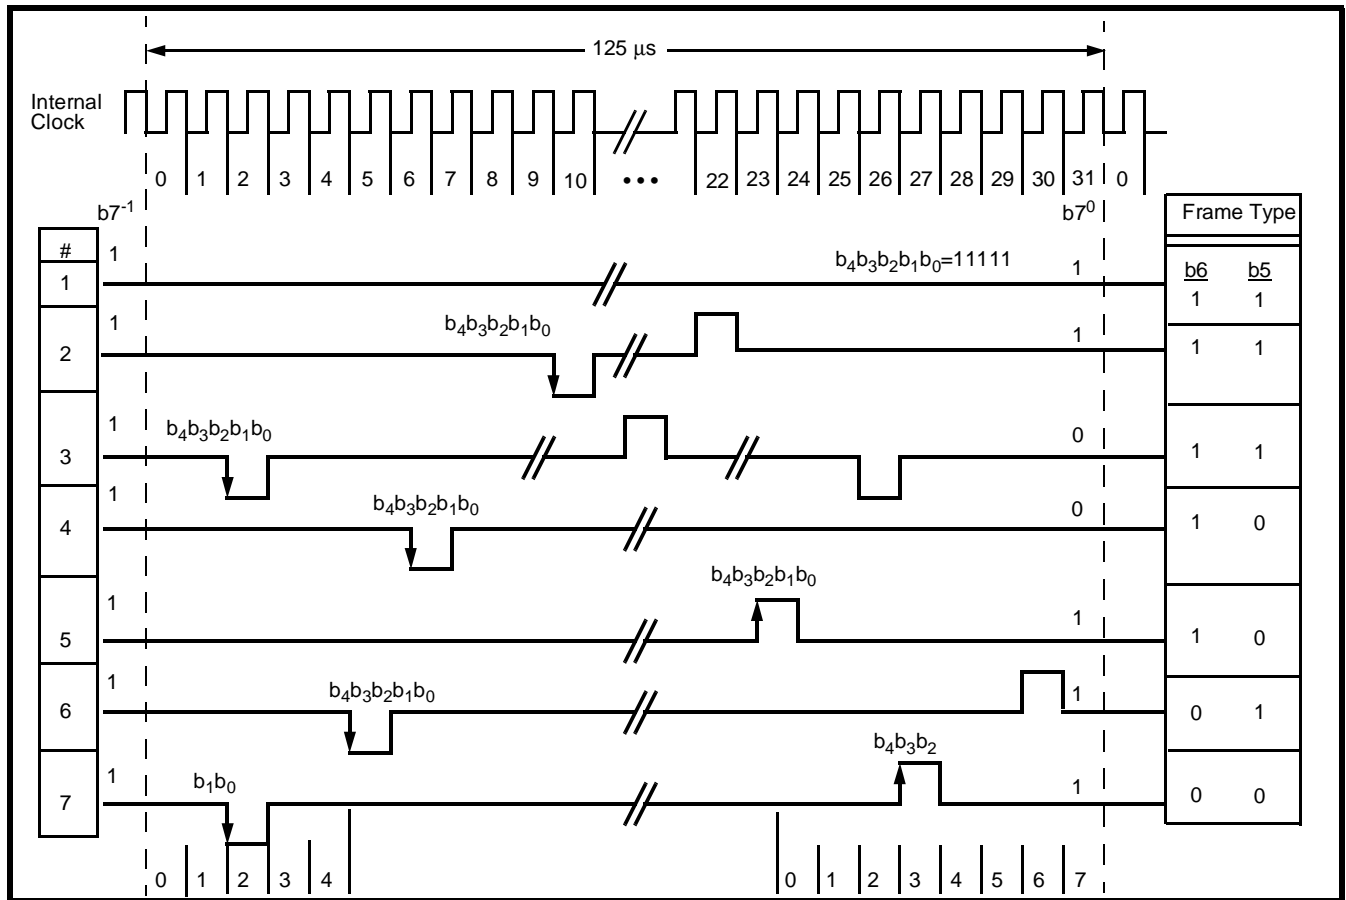 125 μs
Internal
Clock
0 1 2 3 4 5 6 7 8 9 10 ••• 22 23 24 25 26 27 28 29 30 31 0
b7⁻¹ b7⁰ Frame Type
#
b6 b5
1 1 b₄b₃b₂b₁b₀=11111 1 1 1
2 1 b₄b₃b₂b₁b₀ 1 1 1
3 1 b₄b₃b₂b₁b₀ 0 1 1
4 1 b₄b₃b₂b₁b₀ 0 1 0
5 1 b₄b₃b₂b₁b₀ 1 1 0
6 1 b₄b₃b₂b₁b₀ 1 0 1
7 1 b₁b₀ b₄b₃b₂ 1 0 0
0 1 2 3 4 0 1 2 3 4 5 6 7